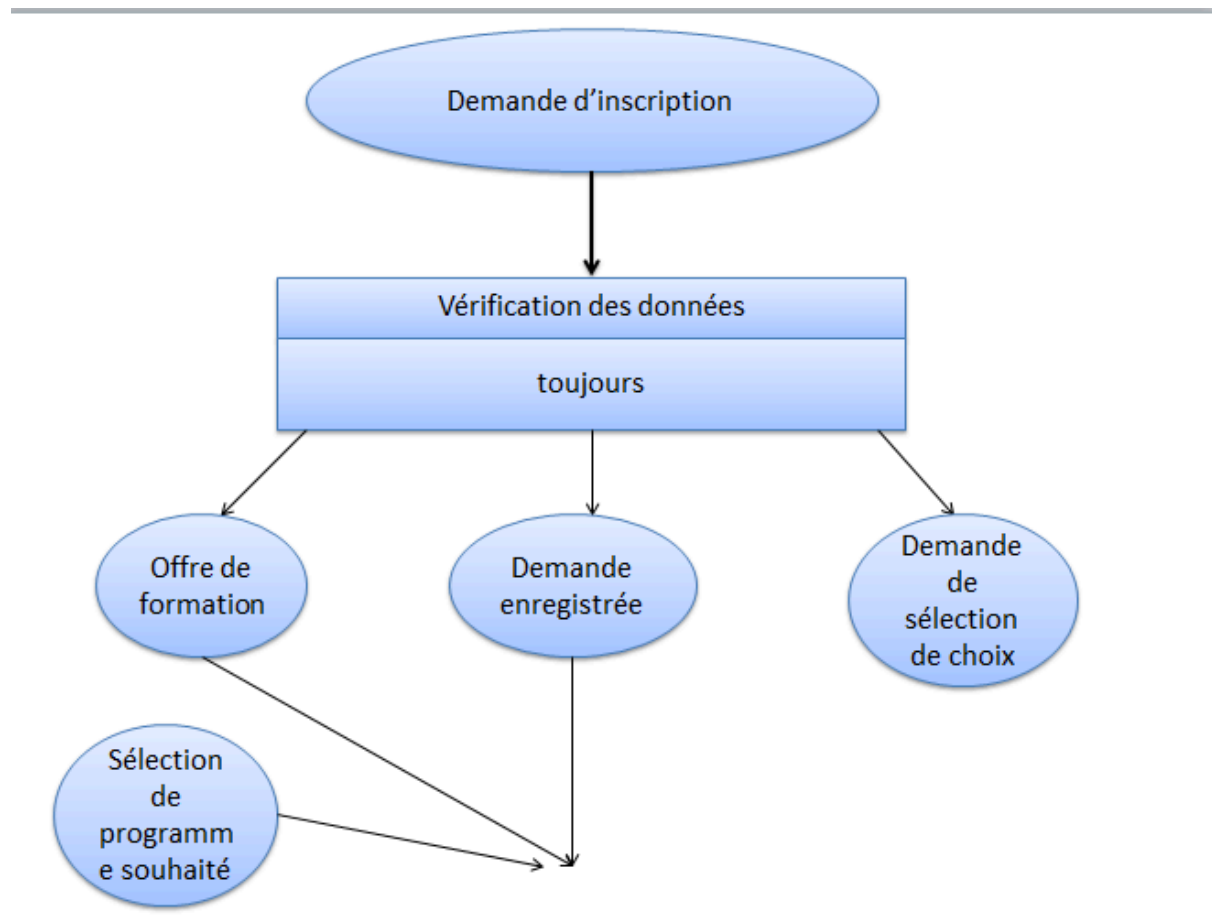 Demande d'inscription
Vérification des données
toujours
Offre de
formation
Demande
enregistrée
Demande
de
sélection
de choix
Sélection
de
programm
e souhaité